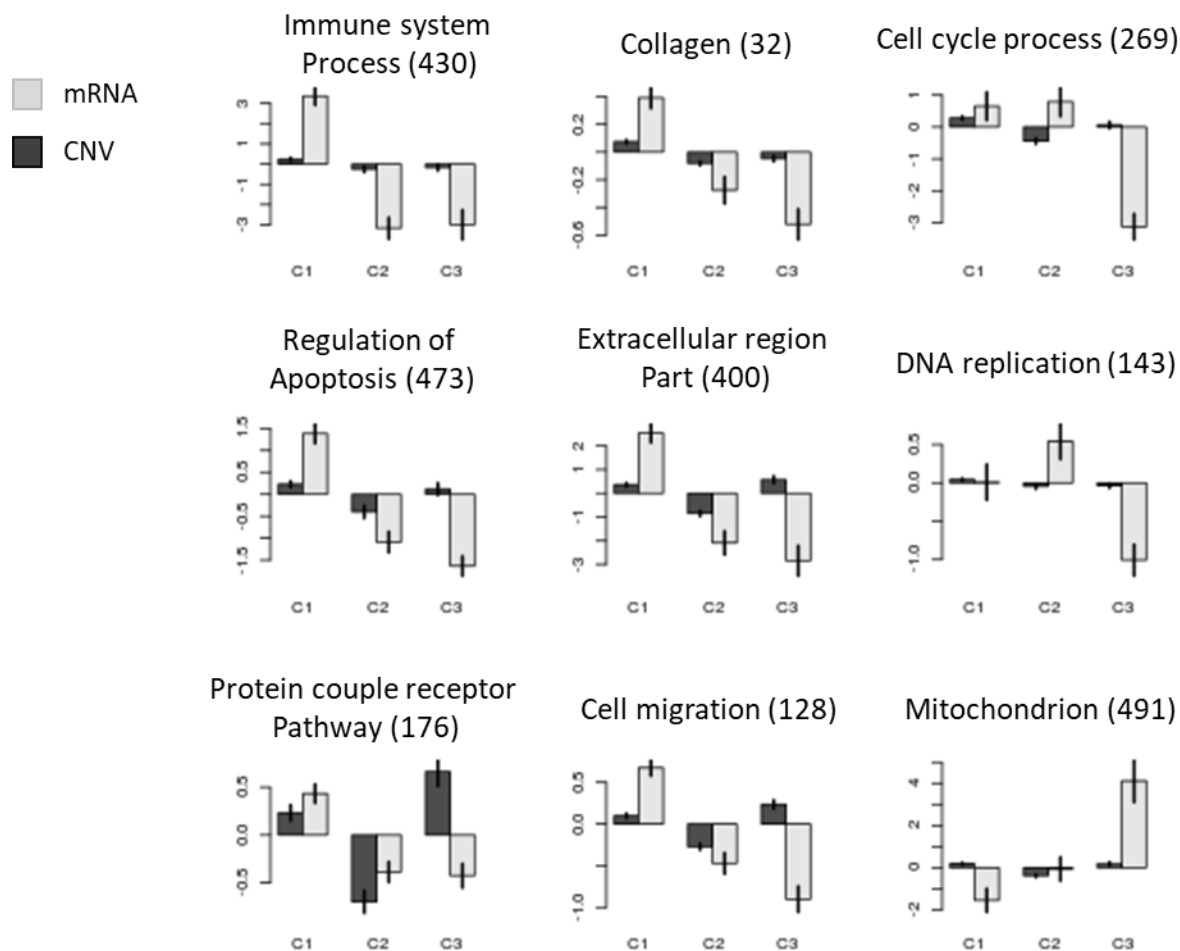 mRNA
CNV
Immune system
Process (430)
3
1
-1
-3
C1 C2 C3
Collagen (32)
0.2
-0.2
-0.6
C1 C2 C3
Cell cycle process (269)
1
0
-1
-2
-3
C1 C2 C3
Regulation of
Apoptosis (473)
1.5
0.5
-0.5
-1.5
C1 C2 C3
Extracellular region
Part (400)
2
1
-1
-3
C1 C2 C3
DNA replication (143)
0.5
0.0
-1.0
C1 C2 C3
Protein couple receptor
Pathway (176)
0.5
0.0
-0.5
C1 C2 C3
Cell migration (128)
0.5
0.0
-1.0
C1 C2 C3
Mitochondrion (491)
4
2
0
-2
C1 C2 C3